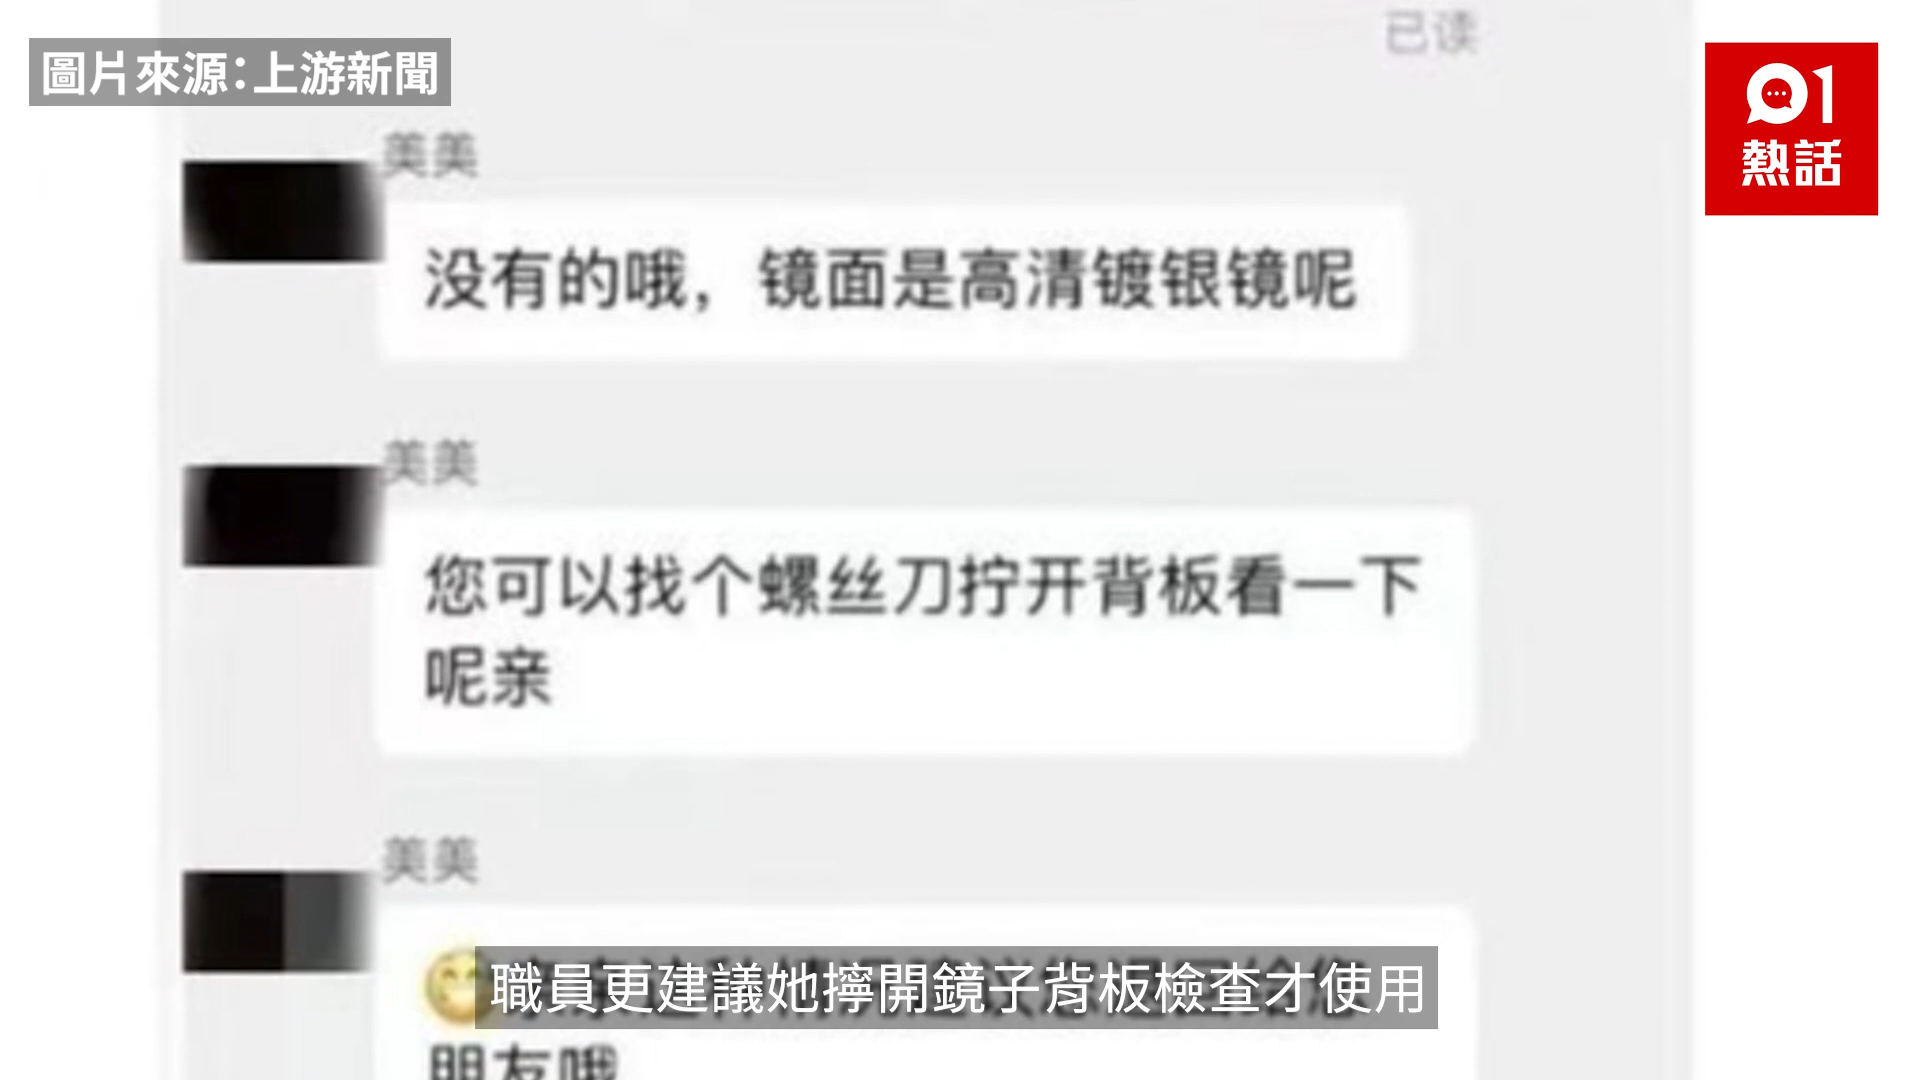 已读
圖片來源：上游新聞
01
熱話
美美
没有的哦，镜面是高清镀银镜呢
美美
您可以找个螺丝刀拧开背板看一下
呢亲
美美
職員更建議她擰開鏡子背板檢查才使用
朋友哦